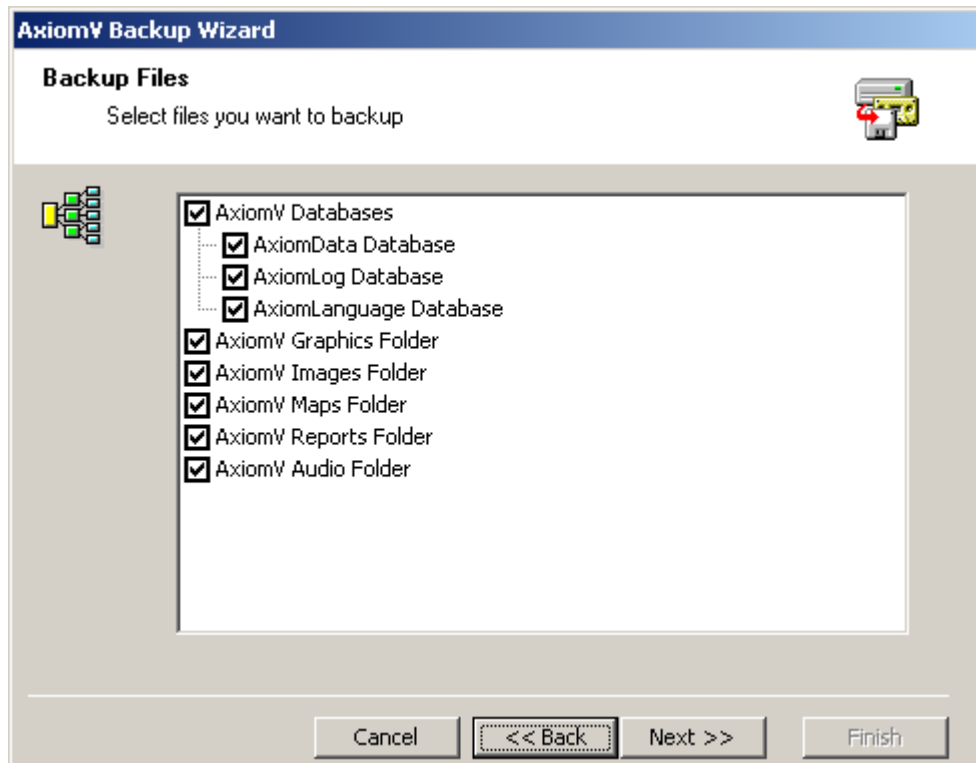 AxiomV Backup Wizard
Backup Files
Select files you want to backup
AxiomV Databases
AxiomData Database
AxiomLog Database
AxiomLanguage Database
AxiomV Graphics Folder
AxiomV Images Folder
AxiomV Maps Folder
AxiomV Reports Folder
AxiomV Audio Folder
Cancel << Back Next >> Finish